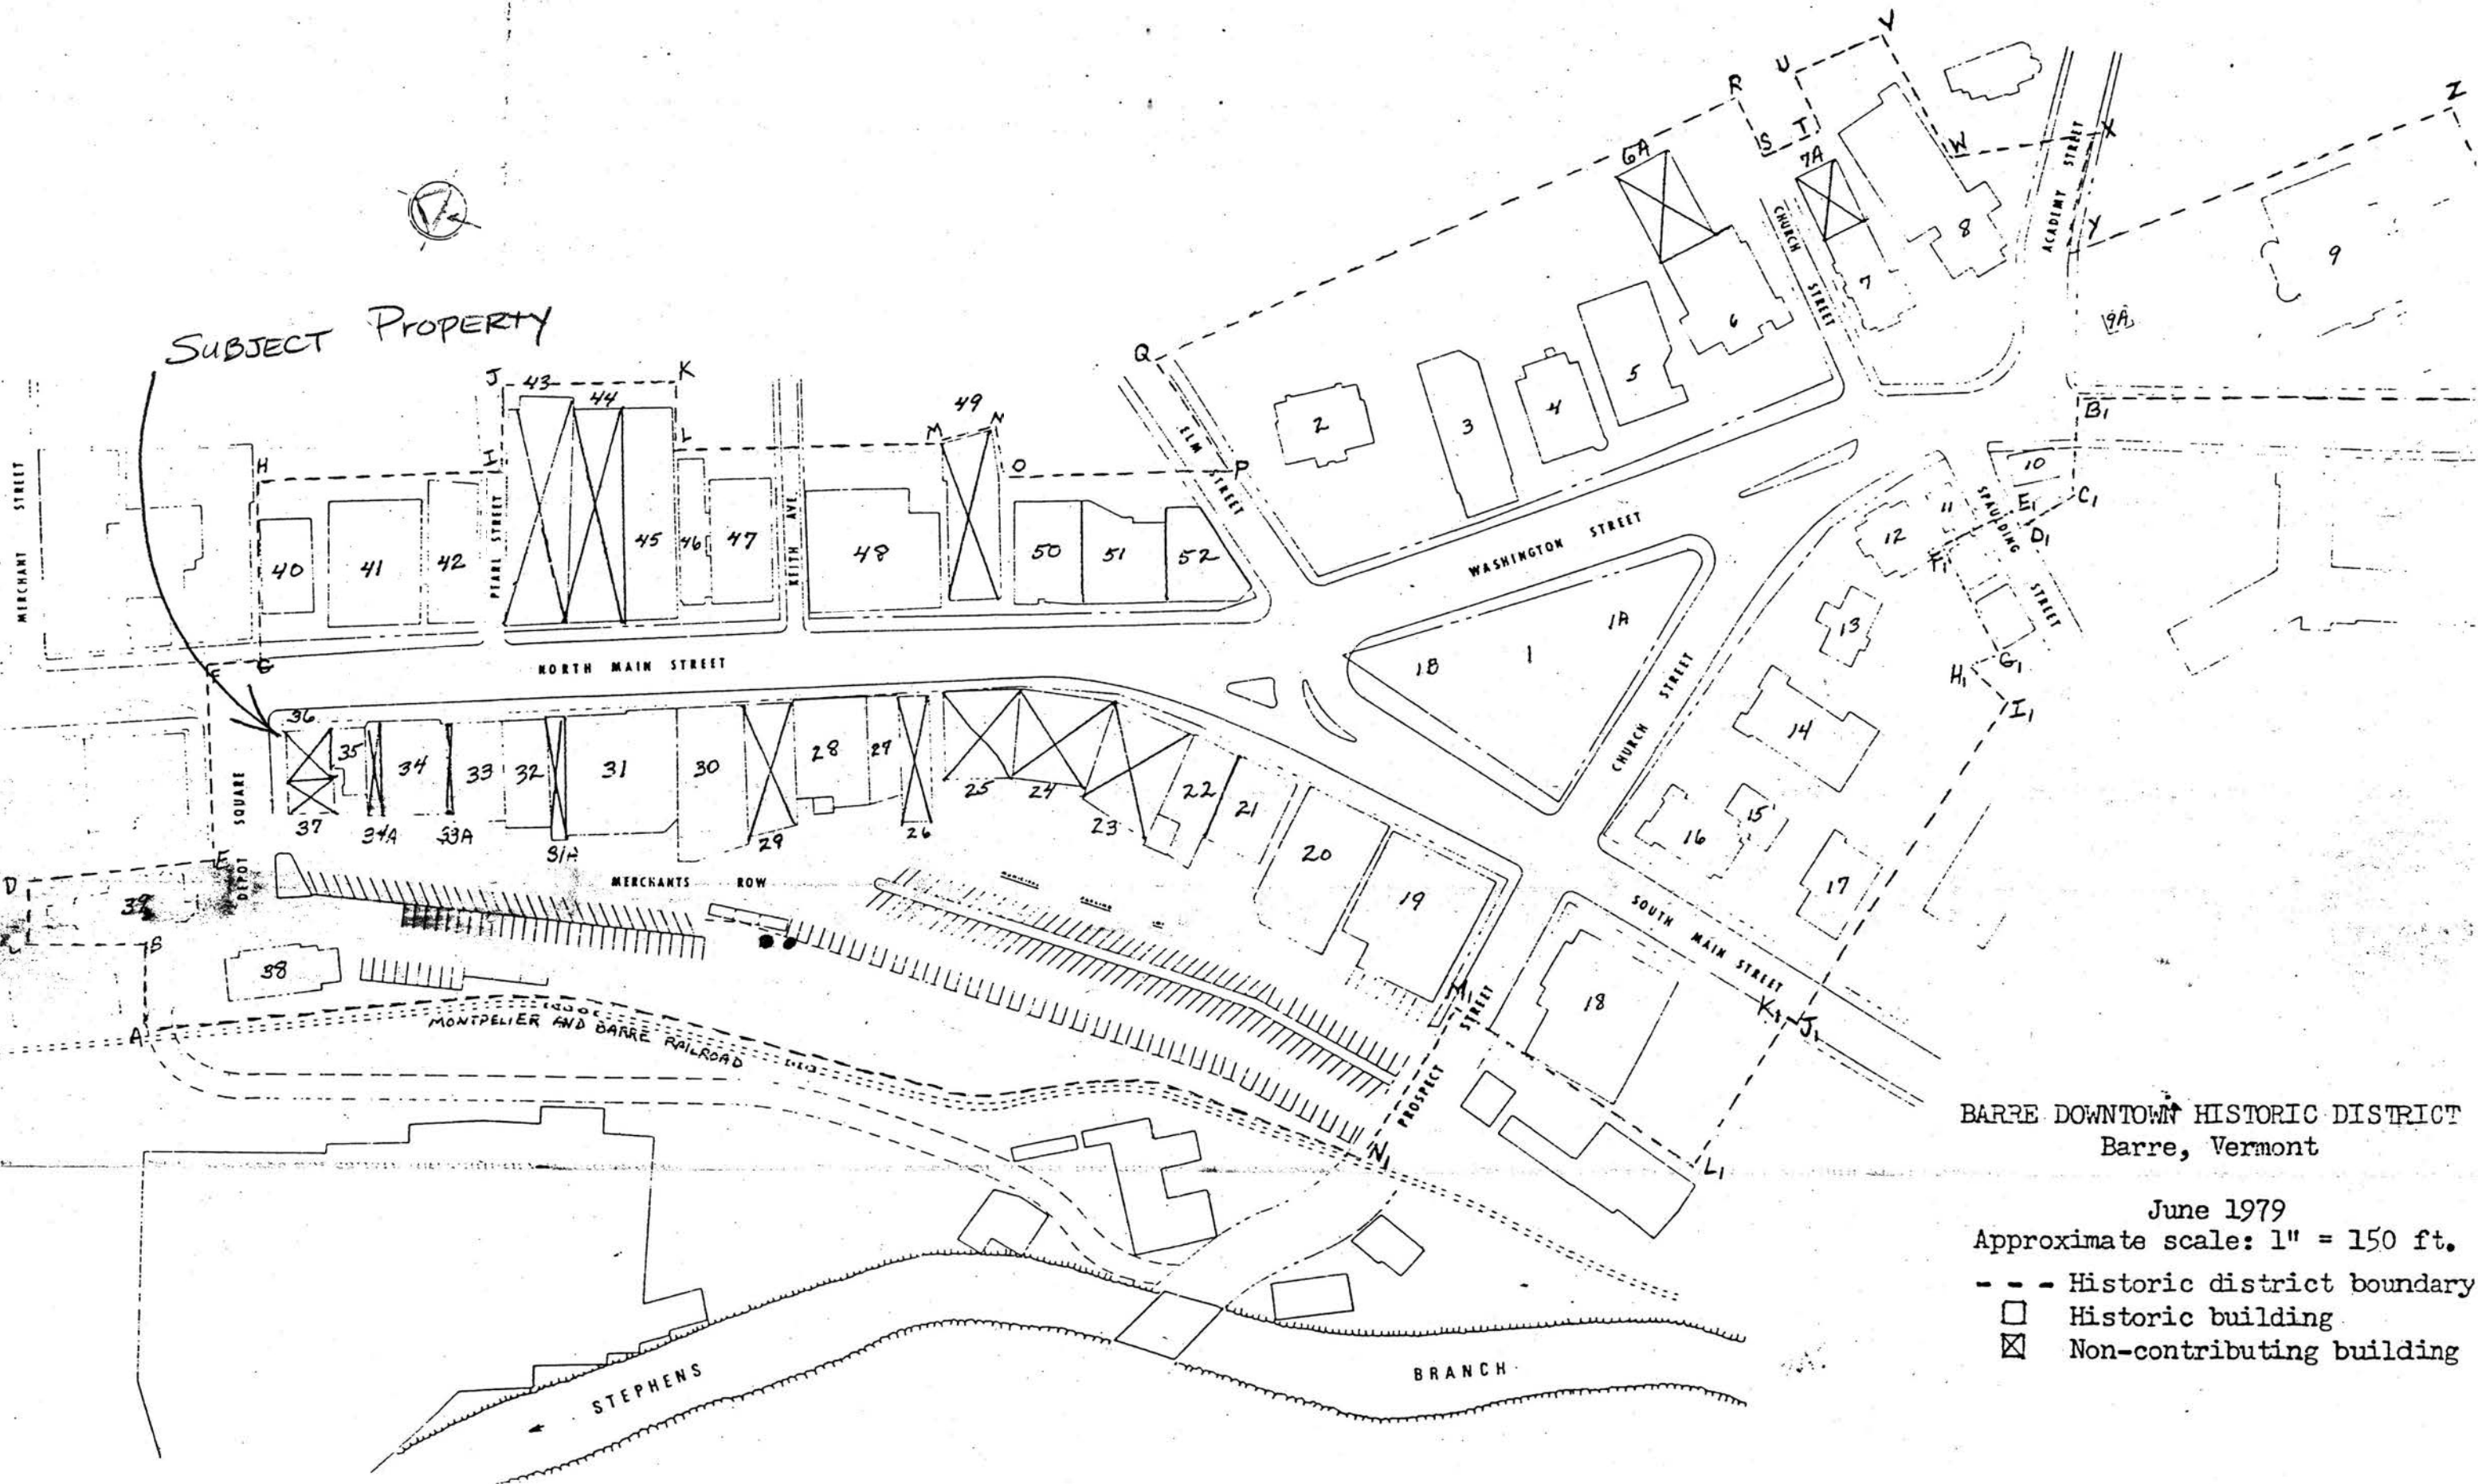 SUBJECT PROPERTY
V
R
U
S
T
Z
6A
7A
W
X
Y
CHURCH STREET
ACADEMY STREET
8
7
9
9A
6
5
4
3
2
Q
J
43
K
44
49
L
M
N
O
P
H
I
ELM STREET
B1
MERCHANT STREET
PEARL STREET
KEITH AVE
40
41
42
45
46
47
48
50
51
52
WASHINGTON STREET
10
11
12
E1
C1
D1
F1
SPAULDING STREET
13
G1
H1
I1
1A
1
1B
F
G
NORTH MAIN STREET
CHURCH STREET
14
36
35
34
33
32
31
30
28
27
37
34A
33A
31A
29
26
25
24
23
22
21
20
19
16
15
17
DEPOT SQUARE
MERCHANTS ROW
MUNICIPAL
PARKING
LOT
D
E
39
C
B
38
A
SOUTH MAIN STREET
18
M1
K1
J1
PROSPECT STREET
MONTPELIER AND BARRE RAILROAD
N1
L1
BARRE DOWNTOWN HISTORIC DISTRICT
Barre, Vermont
June 1979
Approximate scale: 1" = 150 ft.
Historic district boundary
Historic building
Non-contributing building
STEPHENS
BRANCH